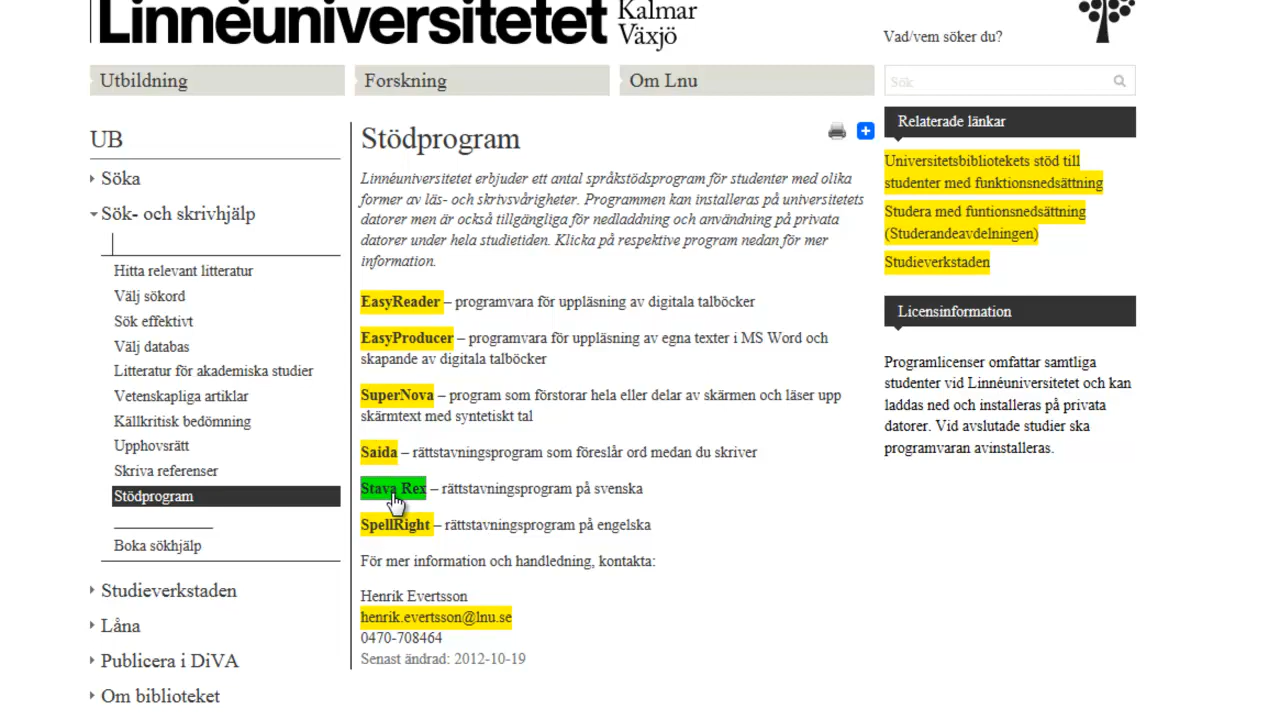 Linnéuniversitetet
Kalmar
Växjö
Vad/vem söker du?
Utbildning
Forskning
Om Lnu
Sök
UB
Söka
Sök- och skrivhjälp
Hitta relevant litteratur
Välj sökord
Sök effektivt
Välj databas
Litteratur för akademiska studier
Vetenskapliga artiklar
Källkritisk bedömning
Upphovsrätt
Skriva referenser
Stödprogram
Boka sökhjälp
Studieverkstaden
Låna
Publicera i DiVA
Om biblioteket
Stödprogram
Linnéuniversitetet erbjuder ett antal språkstödsprogram för studenter med olika
former av läs- och skrivsvårigheter. Programmen kan installeras på universitetets
datorer men är också tillgängliga för nedladdning och användning på privata
datorer under hela studietiden. Klicka på respektive program nedan för mer
information.
EasyReader – programvara för uppläsning av digitala talböcker
EasyProducer – programvara för uppläsning av egna texter i MS Word och
skapande av digitala talböcker
SuperNova – program som förstorar hela eller delar av skärmen och läser upp
skärmtext med syntetiskt tal
Saida – rättstavningsprogram som föreslår ord medan du skriver
Stava Rex – rättstavningsprogram på svenska
SpellRight – rättstavningsprogram på engelska
För mer information och handledning, kontakta:
Henrik Evertsson
henrik.evertsson@lnu.se
0470-708464
Senast ändrad: 2012-10-19
Relaterade länkar
Universitetsbibliotekets stöd till
studenter med funktionsnedsättning
Studera med funtionsnedsättning
(Studerandeavdelningen)
Studieverkstaden
Licensinformation
Programlicenser omfattar samtliga
studenter vid Linnéuniversitetet och kan
laddas ned och installeras på privata
datorer. Vid avslutade studier ska
programvaran avinstalleras.